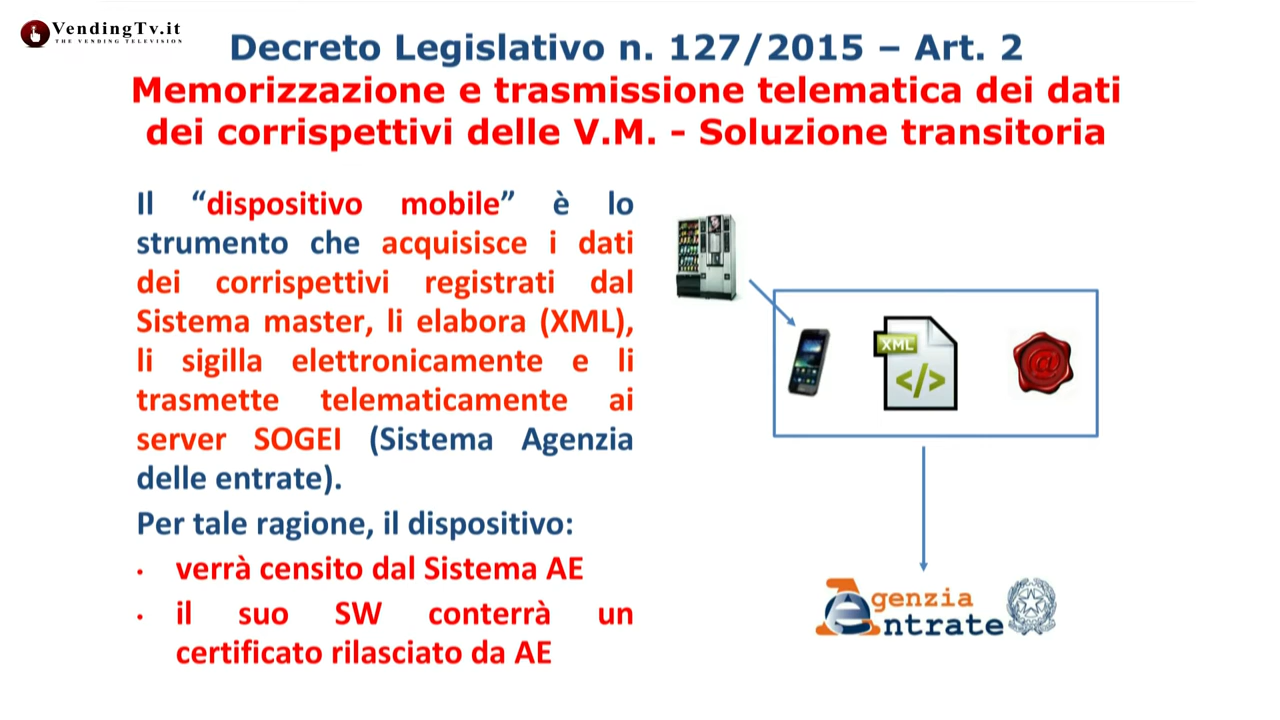 VendingTv.it
THE VENDING TELEVISION
Decreto Legislativo n. 127/2015 – Art. 2
Memorizzazione e trasmissione telematica dei dati
dei corrispettivi delle V.M. - Soluzione transitoria
Il “dispositivo mobile” è lo
strumento che acquisisce i dati
dei corrispettivi registrati dal
Sistema master, li elabora (XML),
li sigilla elettronicamente e li
trasmette telematicamente ai
server SOGEI (Sistema Agenzia
delle entrate).
Per tale ragione, il dispositivo:
• verrà censito dal Sistema AE
• il suo SW conterrà un
certificato rilasciato da AE
XML
</>
@
Agenzia
Entrate